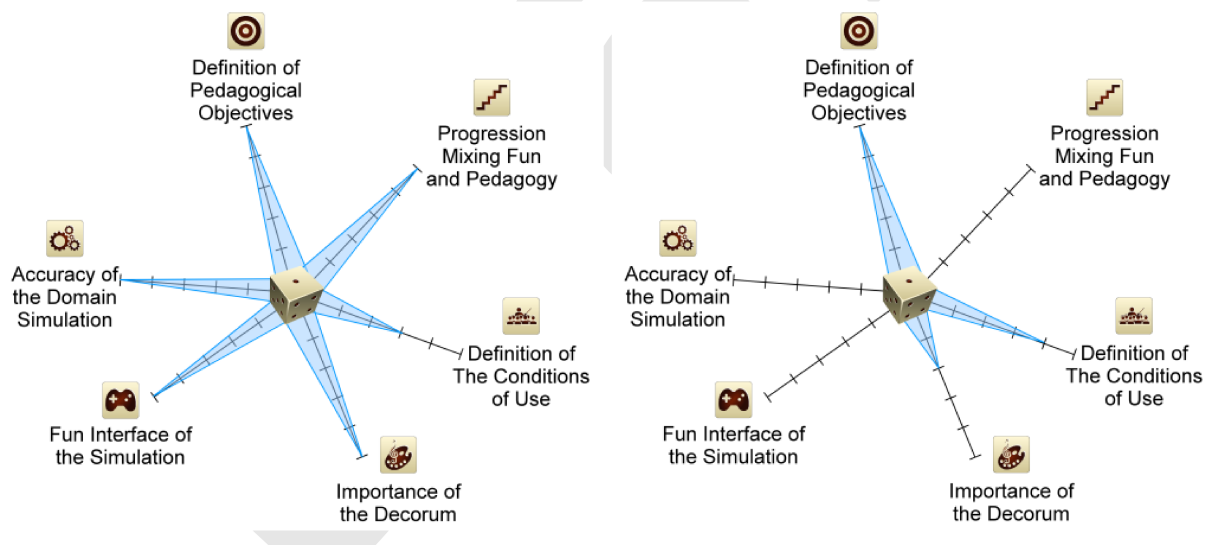 Definition of
Pedagogical
Objectives
Progression
Mixing Fun
and Pedagogy
Accuracy of
the Domain
Simulation
Definition of
The Conditions
of Use
Fun Interface of
the Simulation
Importance of
the Decorum
Definition of
Pedagogical
Objectives
Progression
Mixing Fun
and Pedagogy
Accuracy of
the Domain
Simulation
Definition of
The Conditions
of Use
Fun Interface of
the Simulation
Importance of
the Decorum